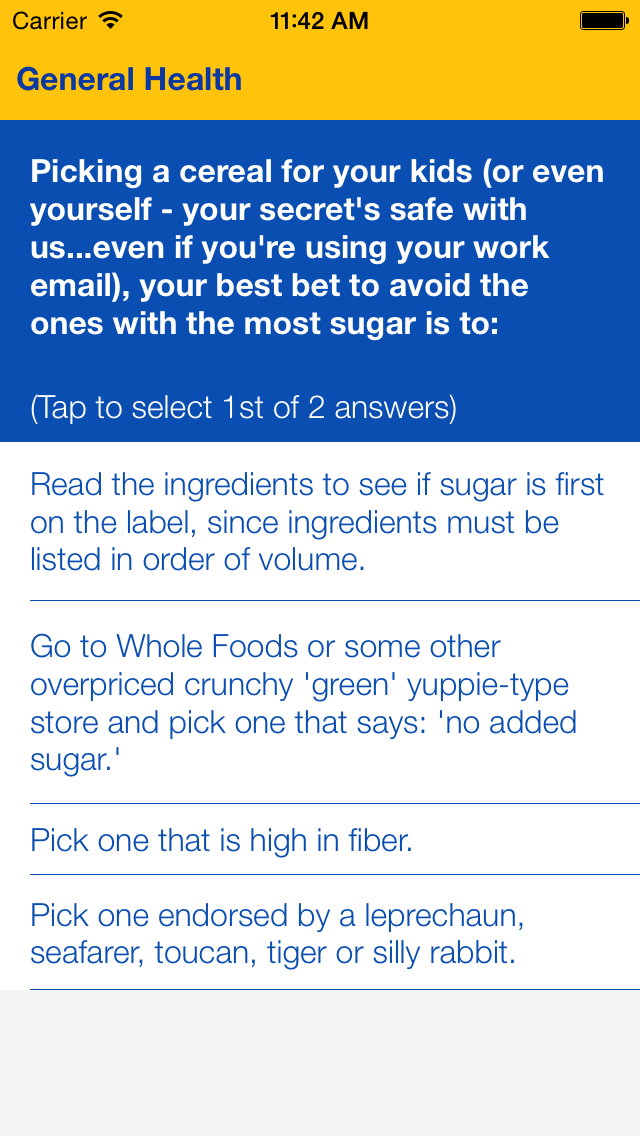 Carrier 11:42 AM
General Health
Picking a cereal for your kids (or even
yourself - your secret's safe with
us...even if you're using your work
email), your best bet to avoid the
ones with the most sugar is to:
(Tap to select 1st of 2 answers)
Read the ingredients to see if sugar is first
on the label, since ingredients must be
listed in order of volume.
Go to Whole Foods or some other
overpriced crunchy 'green' yuppie-type
store and pick one that says: 'no added
sugar.'
Pick one that is high in fiber.
Pick one endorsed by a leprechaun,
seafarer, toucan, tiger or silly rabbit.